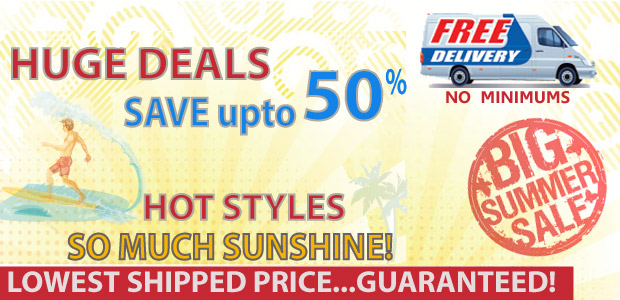 HUGE DEALS
SAVE upto 50%
FREE
DELIVERY
NO MINIMUMS
BIG
SUMMER
SALE
HOT STYLES
SO MUCH SUNSHINE!
LOWEST SHIPPED PRICE...GUARANTEED!